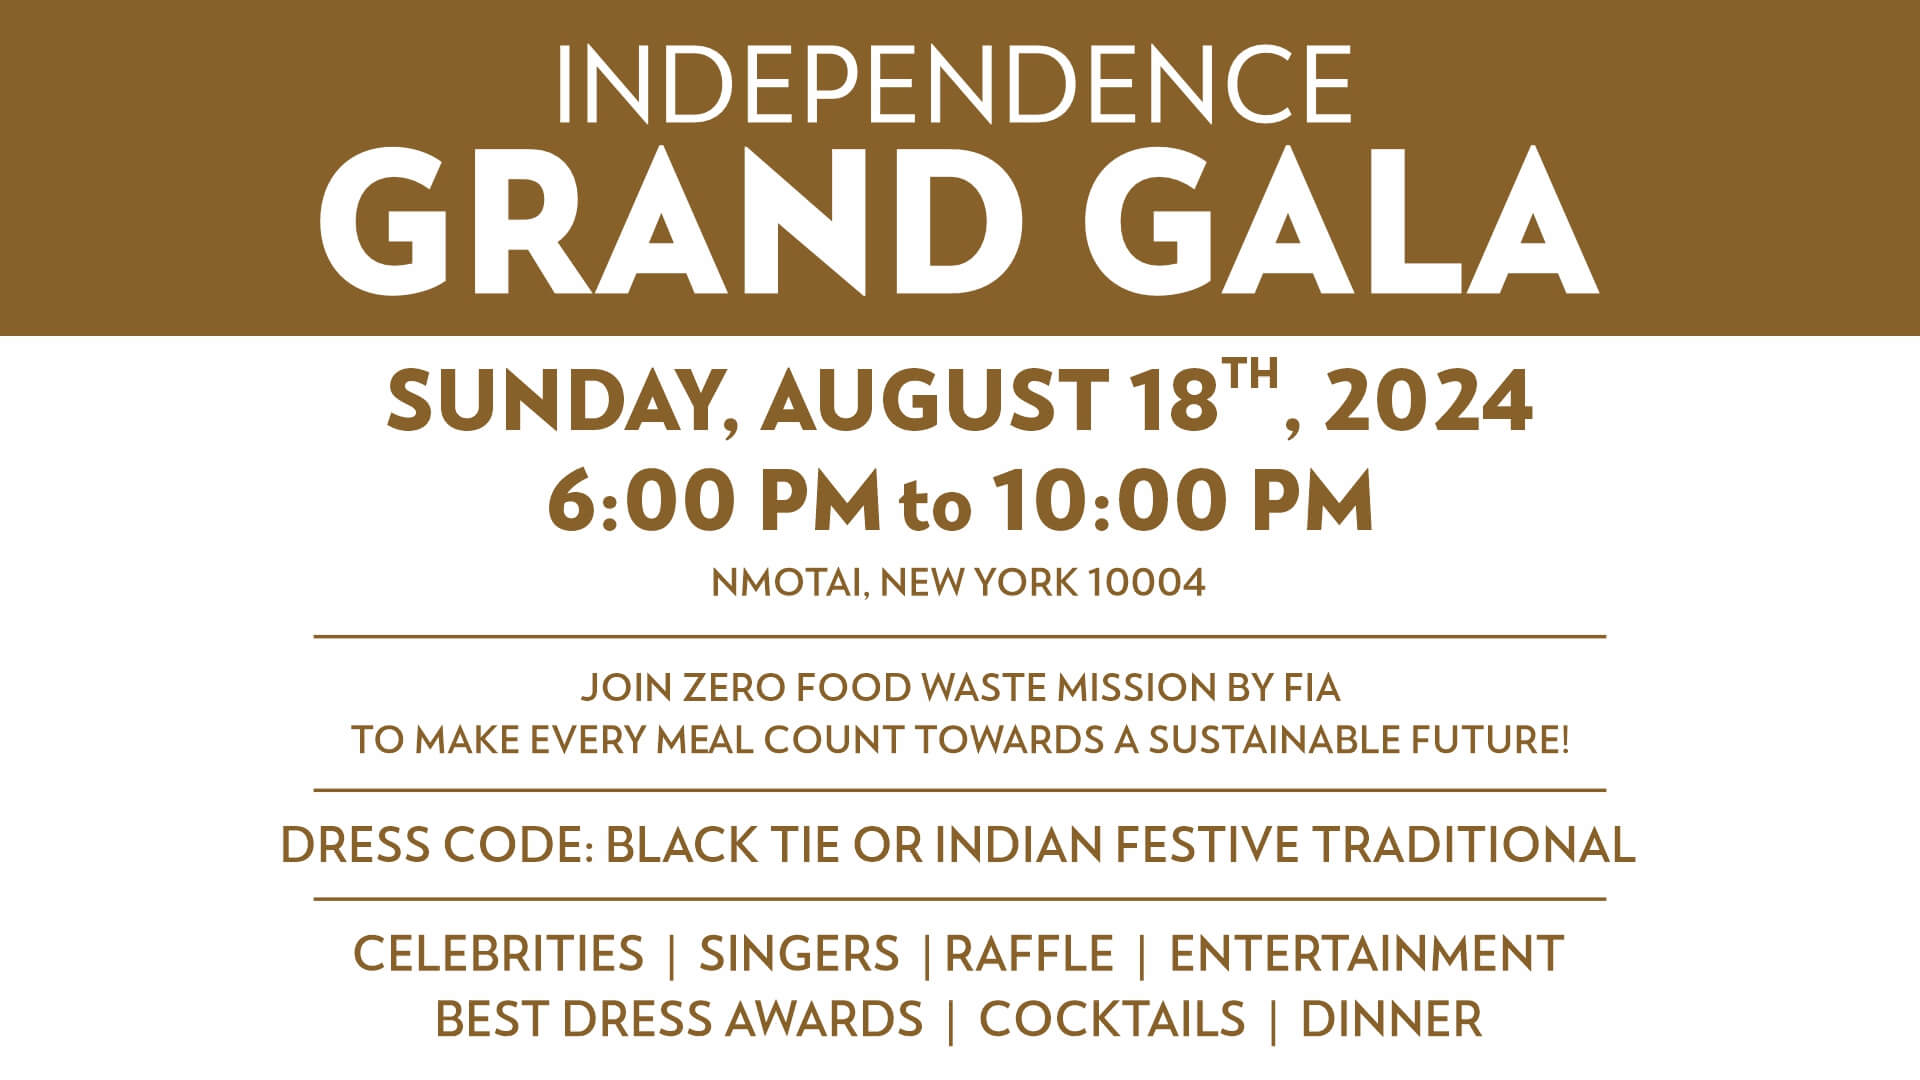 INDEPENDENCE
GRAND GALA
SUNDAY, AUGUST 18TH, 2024
6:00 PM to 10:00 PM
NMOTAI, NEW YORK 10004
JOIN ZERO FOOD WASTE MISSION BY FIA
TO MAKE EVERY MEAL COUNT TOWARDS A SUSTAINABLE FUTURE!
DRESS CODE: BLACK TIE OR INDIAN FESTIVE TRADITIONAL
CELEBRITIES | SINGERS | RAFFLE | ENTERTAINMENT
BEST DRESS AWARDS | COCKTAILS | DINNER